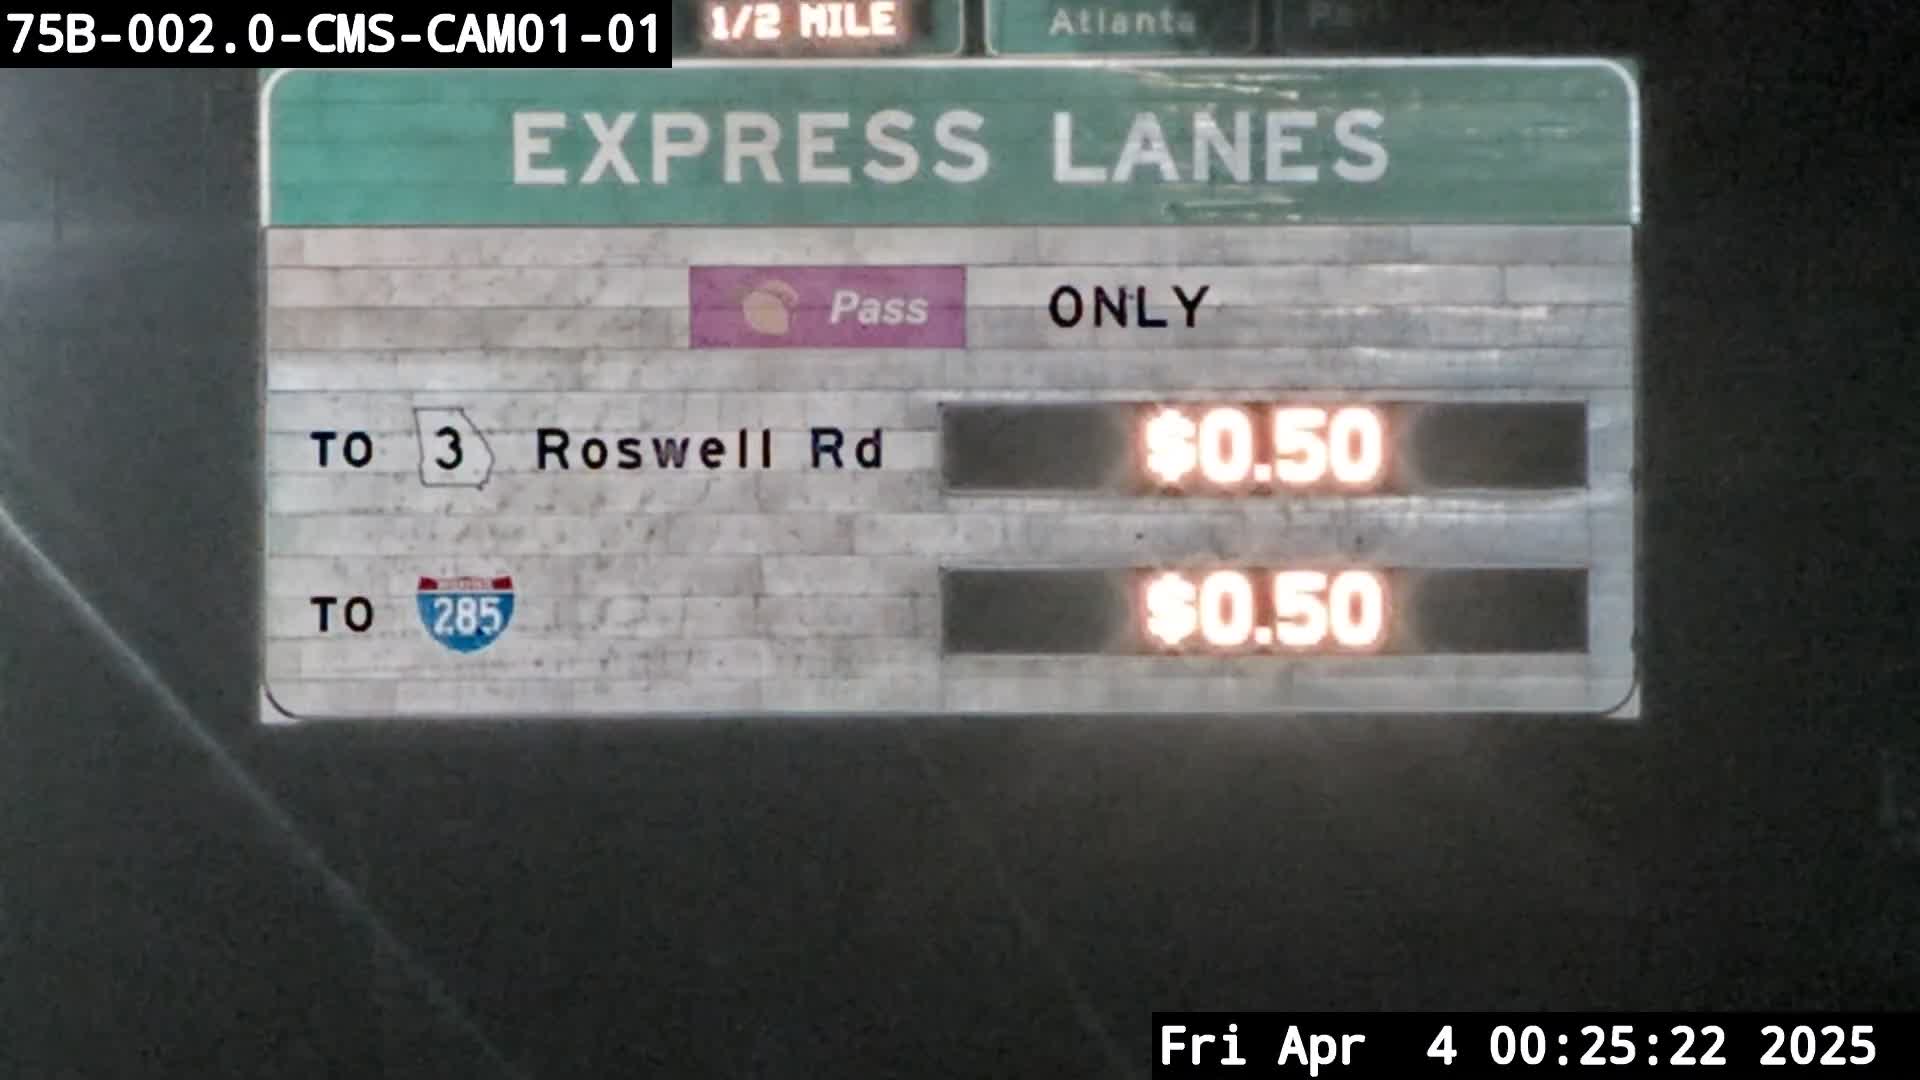 75B-002.0-CMS-CAM01-01
1/2 MILE
Atlanta
EXPRESS LANES
Pass ONLY
TO 3 Roswell Rd $0.50
TO 285 $0.50
Fri Apr 4 00:25:22 2025